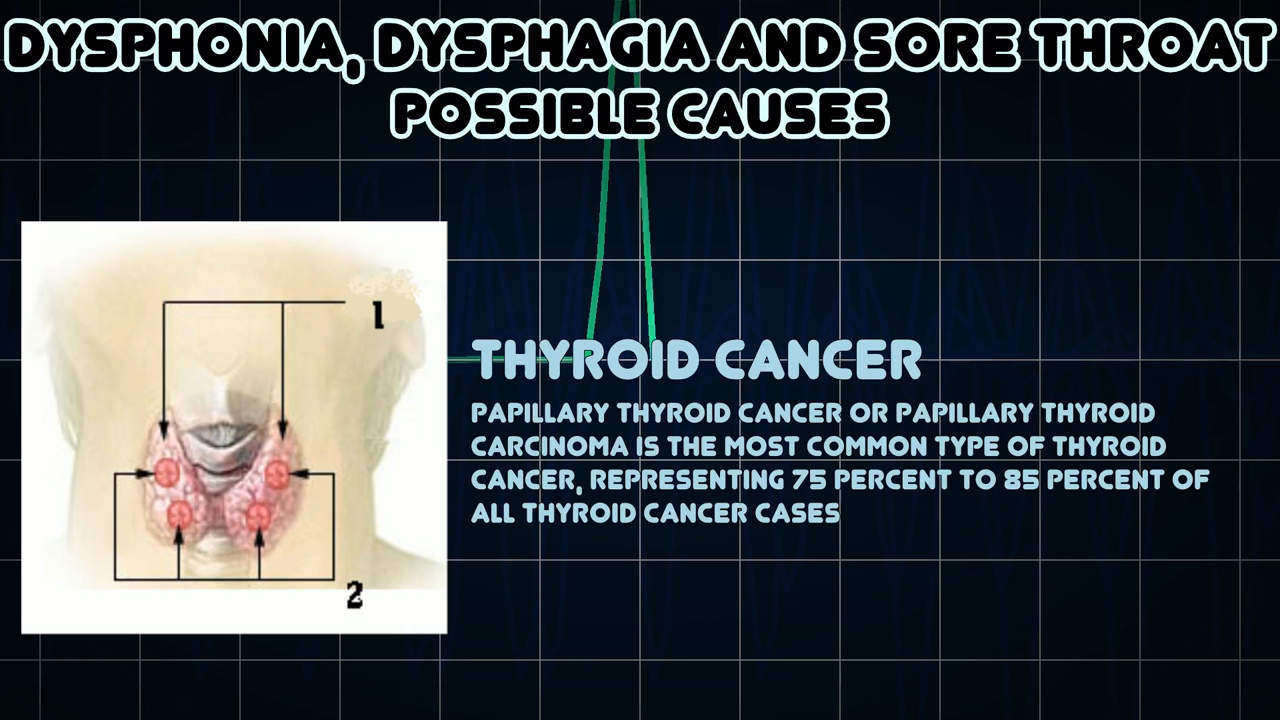 DYSPHONIA, DYSPHAGIA AND SORE THROAT
POSSIBLE CAUSES
1
THYROID CANCER
PAPILLARY THYROID CANCER OR PAPILLARY THYROID
CARCINOMA IS THE MOST COMMON TYPE OF THYROID
CANCER, REPRESENTING 75 PERCENT TO 85 PERCENT OF
ALL THYROID CANCER CASES
2